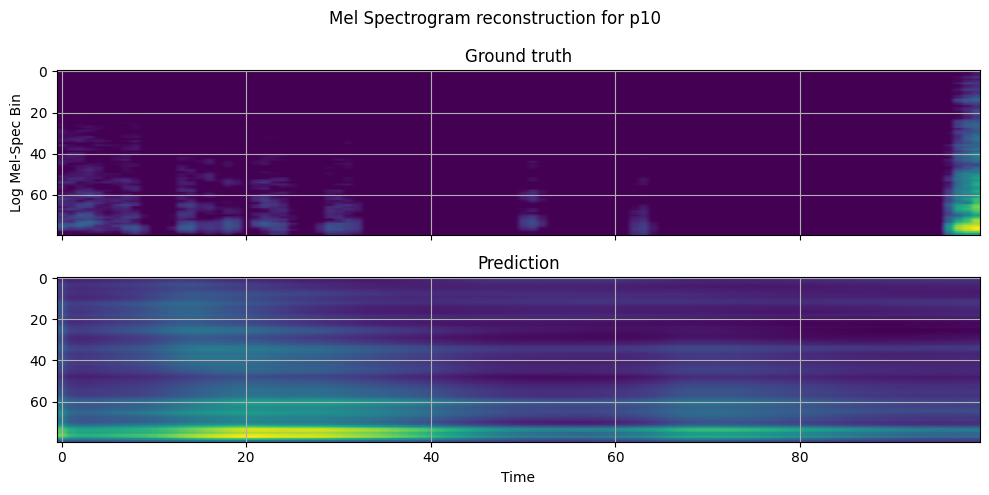 Mel Spectrogram reconstruction for p10
Ground truth
Log Mel-Spec Bin
0
20
40
60
Prediction
0
20
40
60
0 20 40 60 80
Time